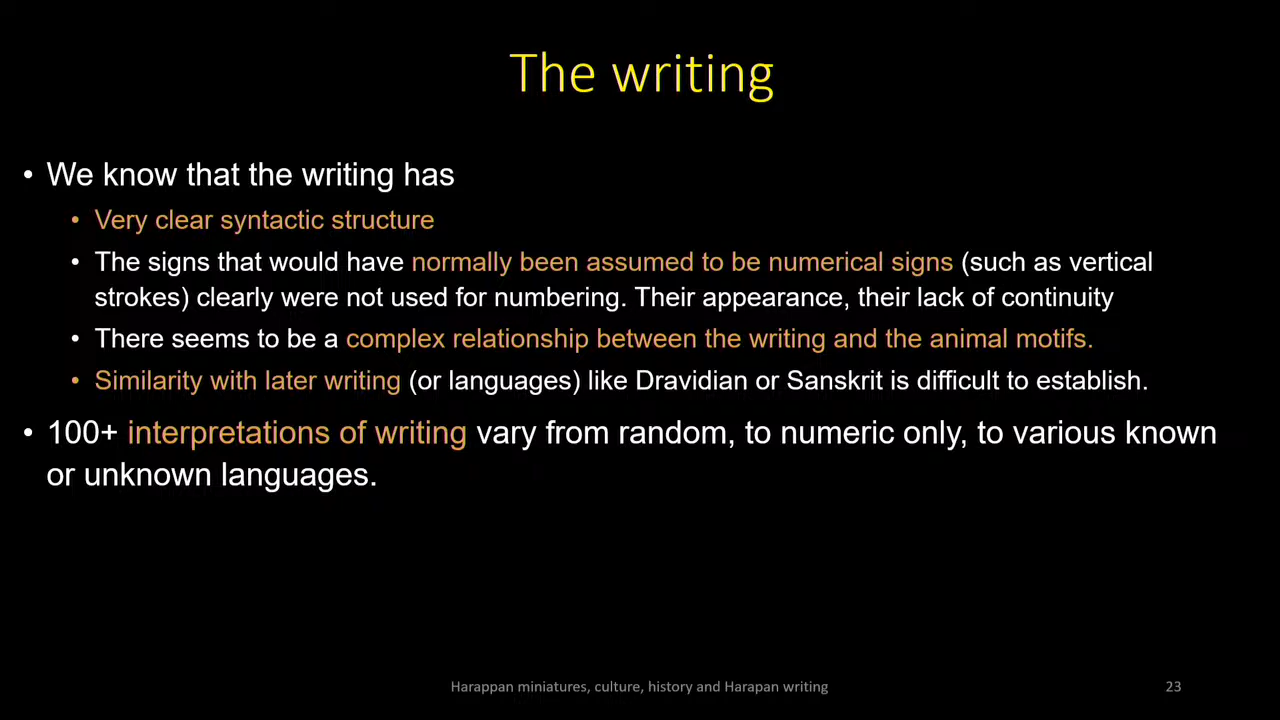 The writing
• We know that the writing has
• Very clear syntactic structure
• The signs that would have normally been assumed to be numerical signs (such as vertical
strokes) clearly were not used for numbering. Their appearance, their lack of continuity
• There seems to be a complex relationship between the writing and the animal motifs.
• Similarity with later writing (or languages) like Dravidian or Sanskrit is difficult to establish.
• 100+ interpretations of writing vary from random, to numeric only, to various known
or unknown languages.
Harappan miniatures, culture, history and Harapan writing
23